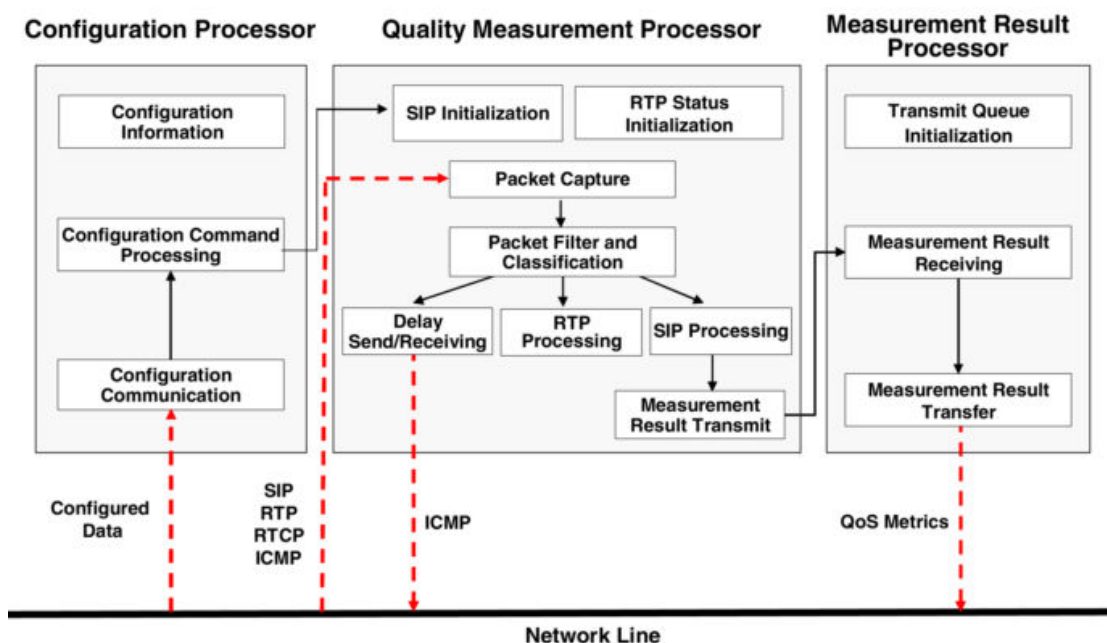 Configuration Processor
Quality Measurement Processor
Measurement Result
Processor
Configuration
Information
Configuration Command
Processing
Configuration
Communication
SIP Initialization
RTP Status
Initialization
Packet Capture
Packet Filter and
Classification
Delay
Send/Receiving
RTP
Processing
SIP Processing
Measurement
Result Transmit
Transmit Queue
Initialization
Measurement Result
Receiving
Measurement Result
Transfer
Configured
Data
SIP
RTP
RTCP
ICMP
ICMP
QoS Metrics
Network Line